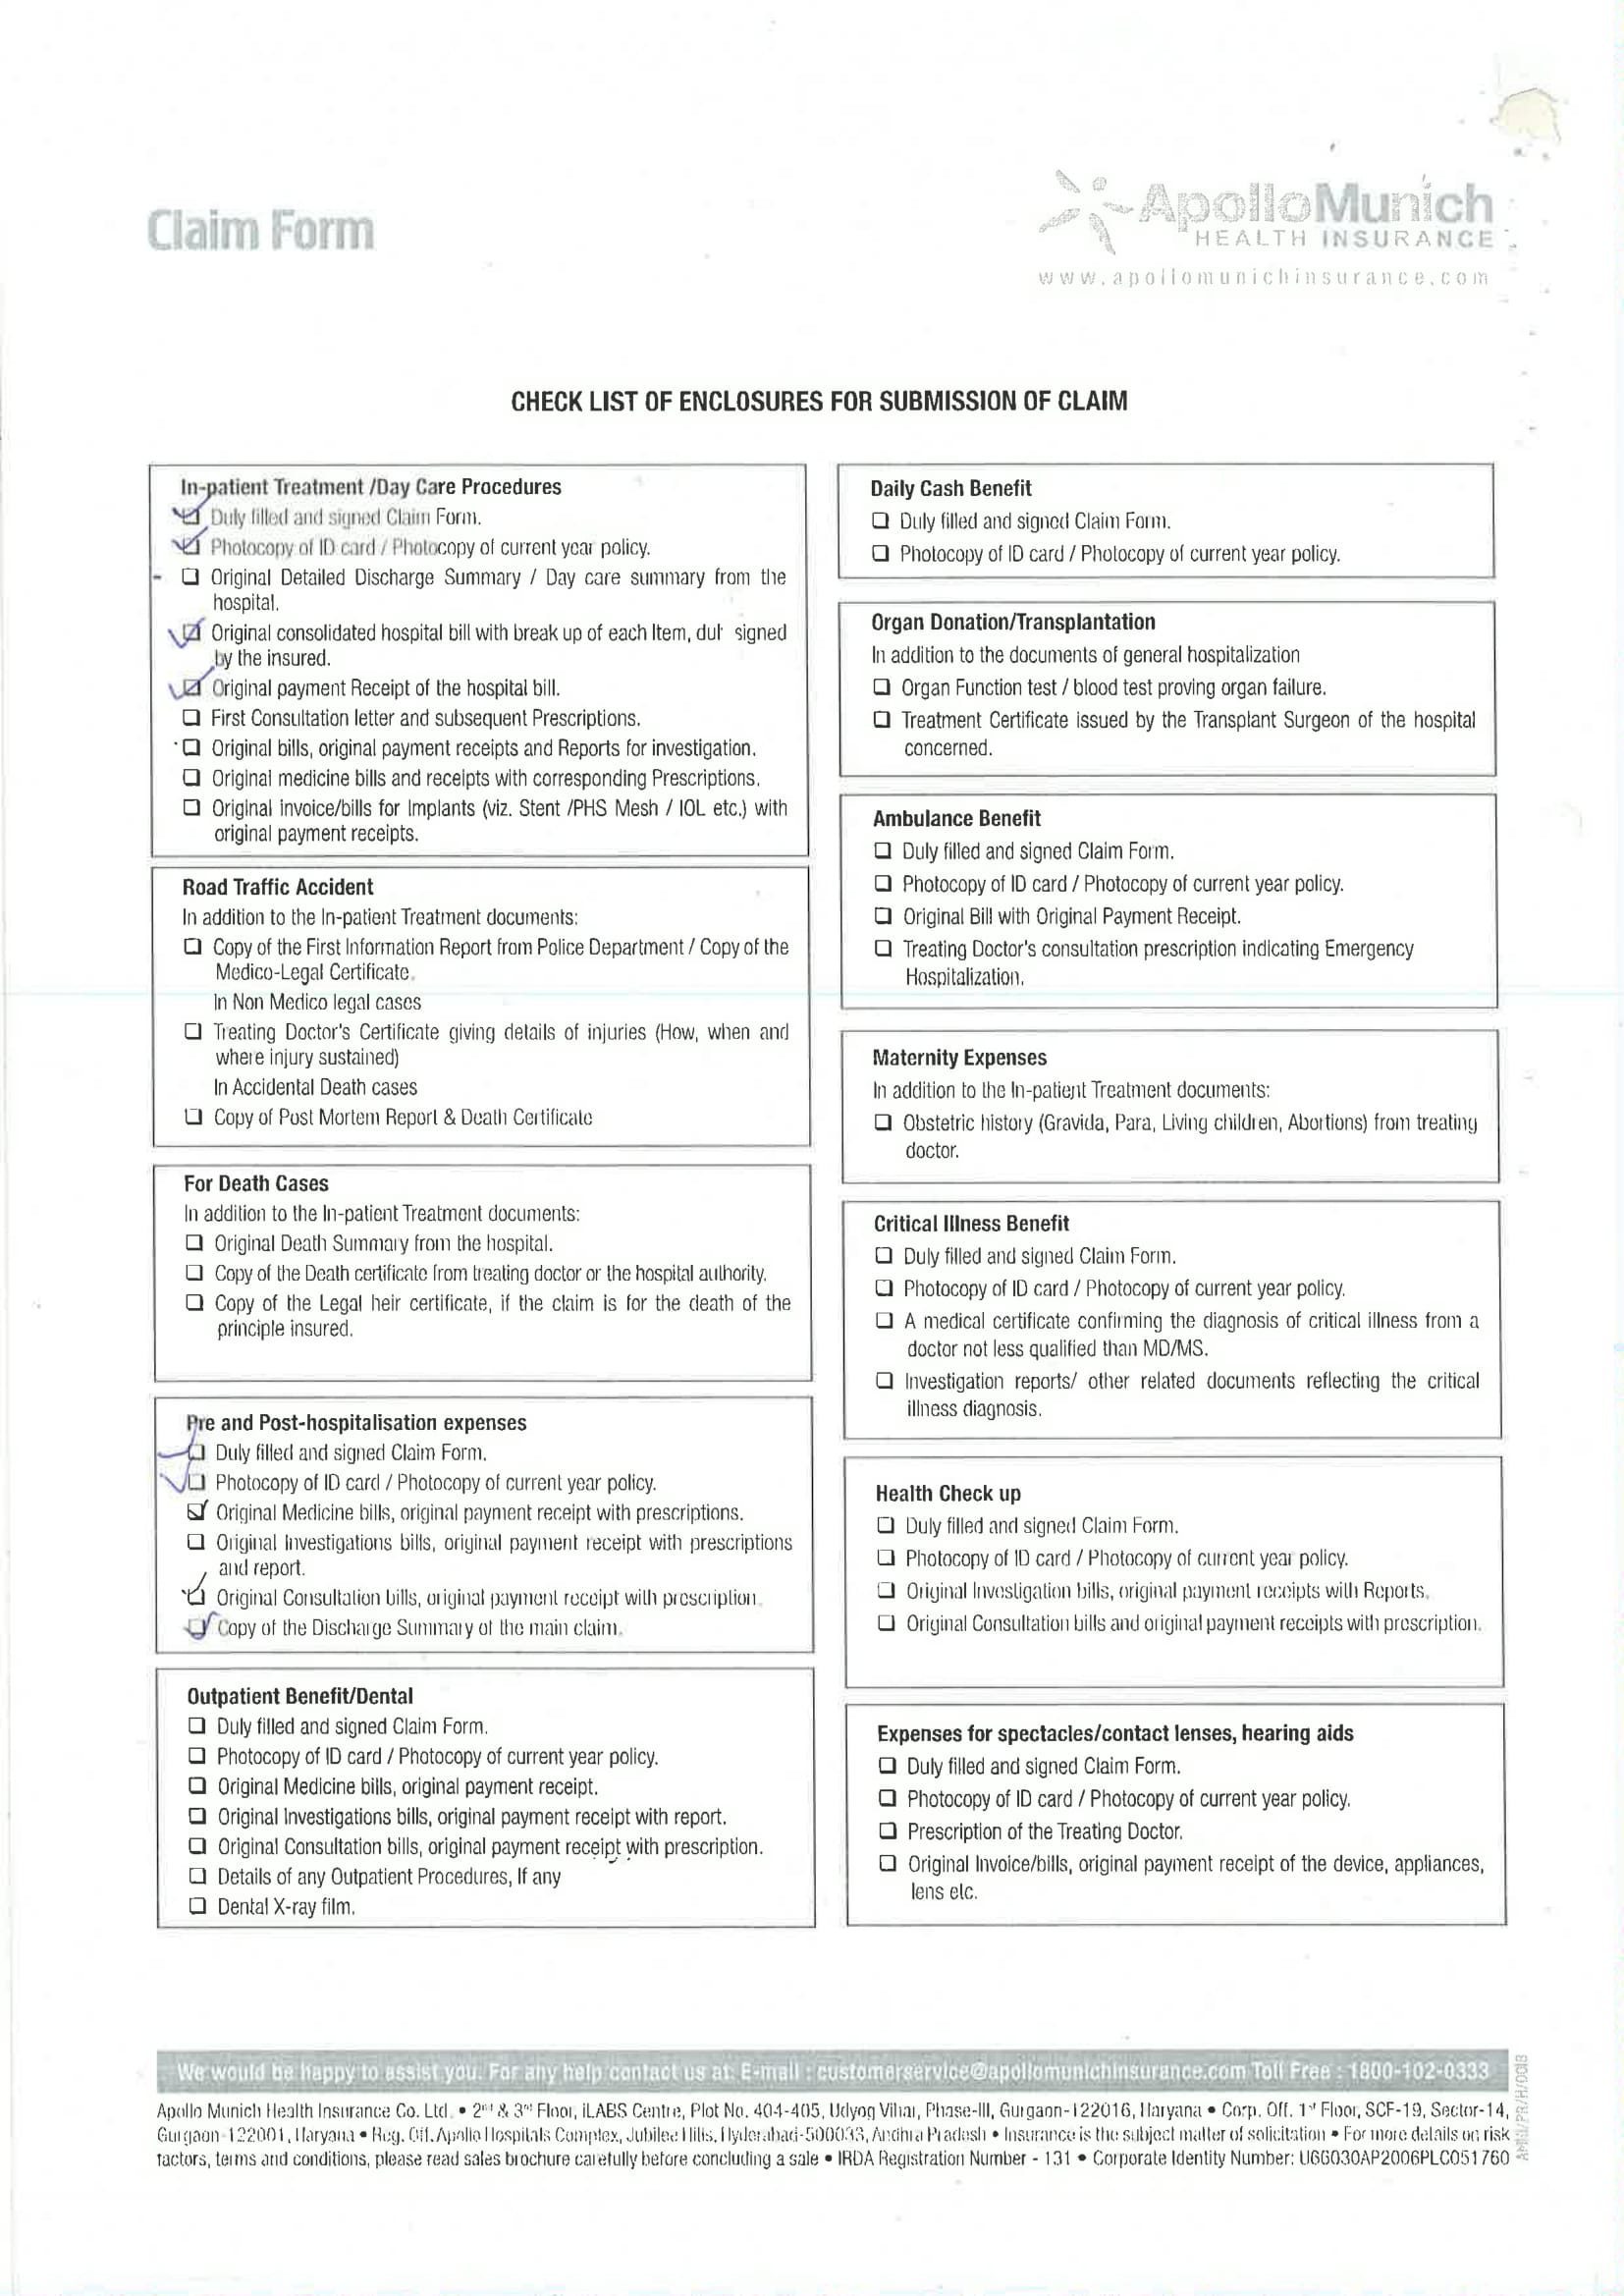 Claim Form
ApolloMunich
HEALTH INSURANCE
www.apollomunichinsurance.com
CHECK LIST OF ENCLOSURES FOR SUBMISSION OF CLAIM
In-patient Treatment /Day Care Procedures
☑ Duly filled and signed Claim Form.
☑ Photocopy of ID card / Photocopy of current year policy.
- ☐ Original Detailed Discharge Summary / Day care summary from the
hospital.
☑ Original consolidated hospital bill with break up of each Item, dul signed
by the insured.
☑ Original payment Receipt of the hospital bill.
☐ First Consultation letter and subsequent Prescriptions.
☐ Original bills, original payment receipts and Reports for investigation.
☐ Original medicine bills and receipts with corresponding Prescriptions.
☐ Original invoice/bills for Implants (viz. Stent /PHS Mesh / IOL etc.) with
original payment receipts.
Road Traffic Accident
In addition to the In-patient Treatment documents:
☐ Copy of the First Information Report from Police Department / Copy of the
Medico-Legal Certificate.
In Non Medico legal cases
☐ Treating Doctor's Certificate giving details of injuries (How, when and
where injury sustained)
In Accidental Death cases
☐ Copy of Post Mortem Report & Death Certificate
For Death Cases
In addition to the In-patient Treatment documents:
☐ Original Death Summary from the hospital.
☐ Copy of the Death certificate from treating doctor or the hospital authority.
☐ Copy of the Legal heir certificate, if the claim is for the death of the
principle insured.
Pre and Post-hospitalisation expenses
☑ Duly filled and signed Claim Form.
☑ Photocopy of ID card / Photocopy of current year policy.
☑ Original Medicine bills, original payment receipt with prescriptions.
☐ Original Investigations bills, original payment receipt with prescriptions
and report.
☑ Original Consultation bills, original payment receipt with prescription.
☑ Copy of the Discharge Summary of the main claim.
Outpatient Benefit/Dental
☐ Duly filled and signed Claim Form.
☐ Photocopy of ID card / Photocopy of current year policy.
☐ Original Medicine bills, original payment receipt.
☐ Original Investigations bills, original payment receipt with report.
☐ Original Consultation bills, original payment receipt with prescription.
☐ Details of any Outpatient Procedures, If any
☐ Dental X-ray film.
Daily Cash Benefit
☐ Duly filled and signed Claim Form.
☐ Photocopy of ID card / Photocopy of current year policy.
Organ Donation/Transplantation
In addition to the documents of general hospitalization
☐ Organ Function test / blood test proving organ failure.
☐ Treatment Certificate issued by the Transplant Surgeon of the hospital
concerned.
Ambulance Benefit
☐ Duly filled and signed Claim Form.
☐ Photocopy of ID card / Photocopy of current year policy.
☐ Original Bill with Original Payment Receipt.
☐ Treating Doctor's consultation prescription indicating Emergency
Hospitalization.
Maternity Expenses
In addition to the In-patient Treatment documents:
☐ Obstetric history (Gravida, Para, Living children, Abortions) from treating
doctor.
Critical Illness Benefit
☐ Duly filled and signed Claim Form.
☐ Photocopy of ID card / Photocopy of current year policy.
☐ A medical certificate confirming the diagnosis of critical illness from a
doctor not less qualified than MD/MS.
☐ Investigation reports/ other related documents reflecting the critical
illness diagnosis.
Health Check up
☐ Duly filled and signed Claim Form.
☐ Photocopy of ID card / Photocopy of current year policy.
☐ Original Investigation bills, original payment receipts with Reports.
☐ Original Consultation bills and original payment receipts with prescription.
Expenses for spectacles/contact lenses, hearing aids
☐ Duly filled and signed Claim Form.
☐ Photocopy of ID card / Photocopy of current year policy.
☐ Prescription of the Treating Doctor.
☐ Original Invoice/bills, original payment receipt of the device, appliances,
lens etc.
We would be happy to assist you. For any help contact us at: E-mail : customerservice@apollomunichinsurance.com Toll Free : 1800-102-0333
Apollo Munich Health Insurance Co. Ltd. • 2nd & 3rd Floor, iLABS Centre, Plot No. 404-405, Udyog Vihar, Phase-III, Gurgaon-122016, Haryana • Corp. Off. 1st Floor, SCF-19, Sector-14,
Gurgaon-122001, Haryana • Reg. Off. Apollo Hospitals Complex, Jubilee Hills, Hyderabad-500033, Andhra Pradesh • Insurance is the subject matter of solicitation • For more details on risk
factors, terms and conditions, please read sales brochure carefully before concluding a sale • IRDA Registration Number - 131 • Corporate Identity Number: U66030AP2006PLC051760